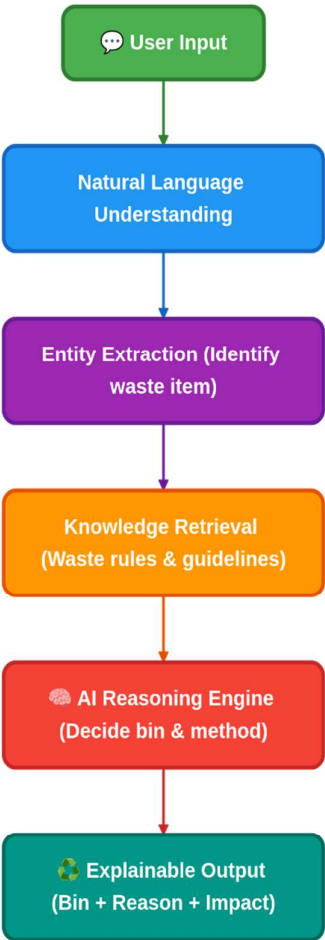 💬 User Input
Natural Language
Understanding
Entity Extraction (Identify
waste item)
Knowledge Retrieval
(Waste rules & guidelines)
🧠 AI Reasoning Engine
(Decide bin & method)
♻️ Explainable Output
(Bin + Reason + Impact)